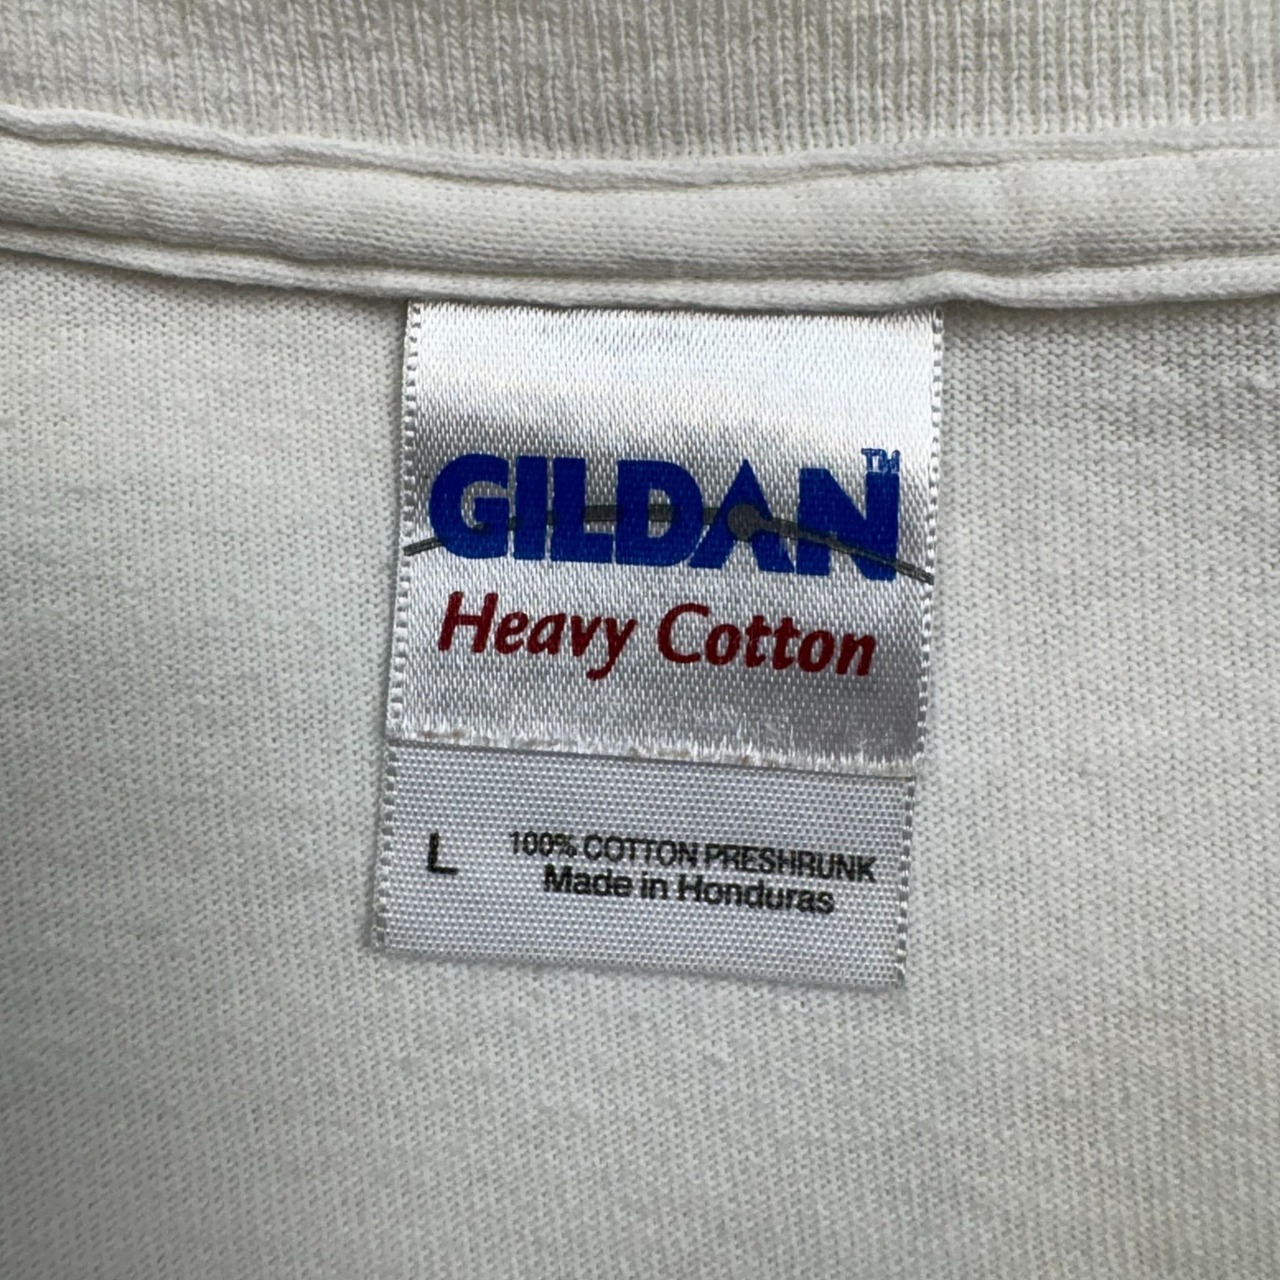 GILDAN™
Heavy Cotton
L
100% COTTON PRESHRUNK
Made in Honduras